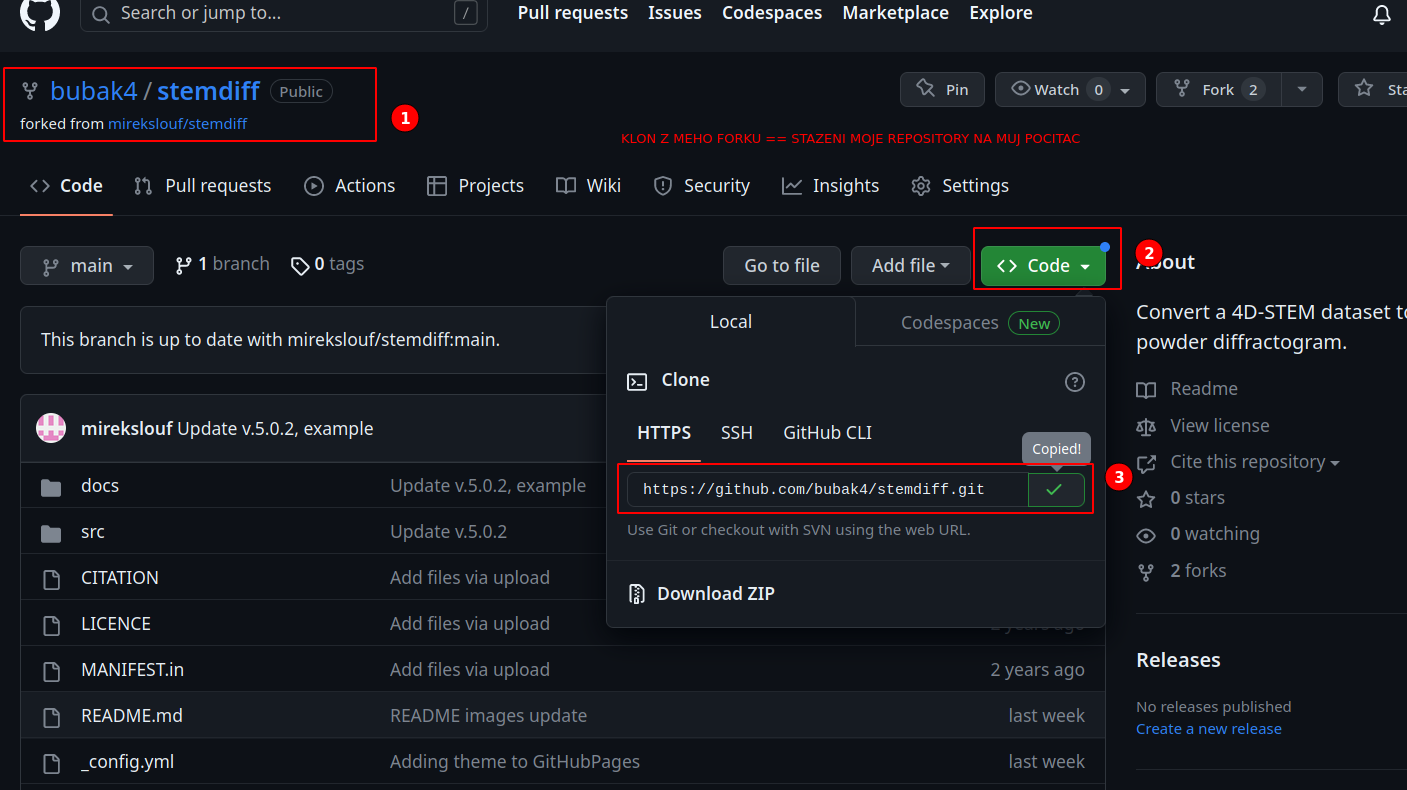 Search or jump to... /
Pull requests Issues Codespaces Marketplace Explore
bubak4 / stemdiff Public
forked from mirekslouf/stemdiff
1
Pin Watch 0 Fork 2
KLON Z MEHO FORKU == STAZENI MOJE REPOSITORY NA MUJ POCITAC
Code Pull requests Actions Projects Wiki Security Insights Settings
main 1 branch 0 tags
Go to file Add file Code
2
This branch is up to date with mirekslouf/stemdiff:main.
mirekslouf Update v.5.0.2, example
docs Update v.5.0.2, example
src Update v.5.0.2
CITATION Add files via upload
LICENCE Add files via upload 2 years ago
MANIFEST.in Add files via upload 2 years ago
README.md README images update last week
_config.yml Adding theme to GitHubPages last week
Local Codespaces New
Clone
HTTPS SSH GitHub CLI
Copied!
https://github.com/bubak4/stemdiff.git
3
Use Git or checkout with SVN using the web URL.
Download ZIP
About
Convert a 4D-STEM dataset to
powder diffractogram.
Readme
View license
Cite this repository
0 stars
0 watching
2 forks
Releases
No releases published
Create a new release